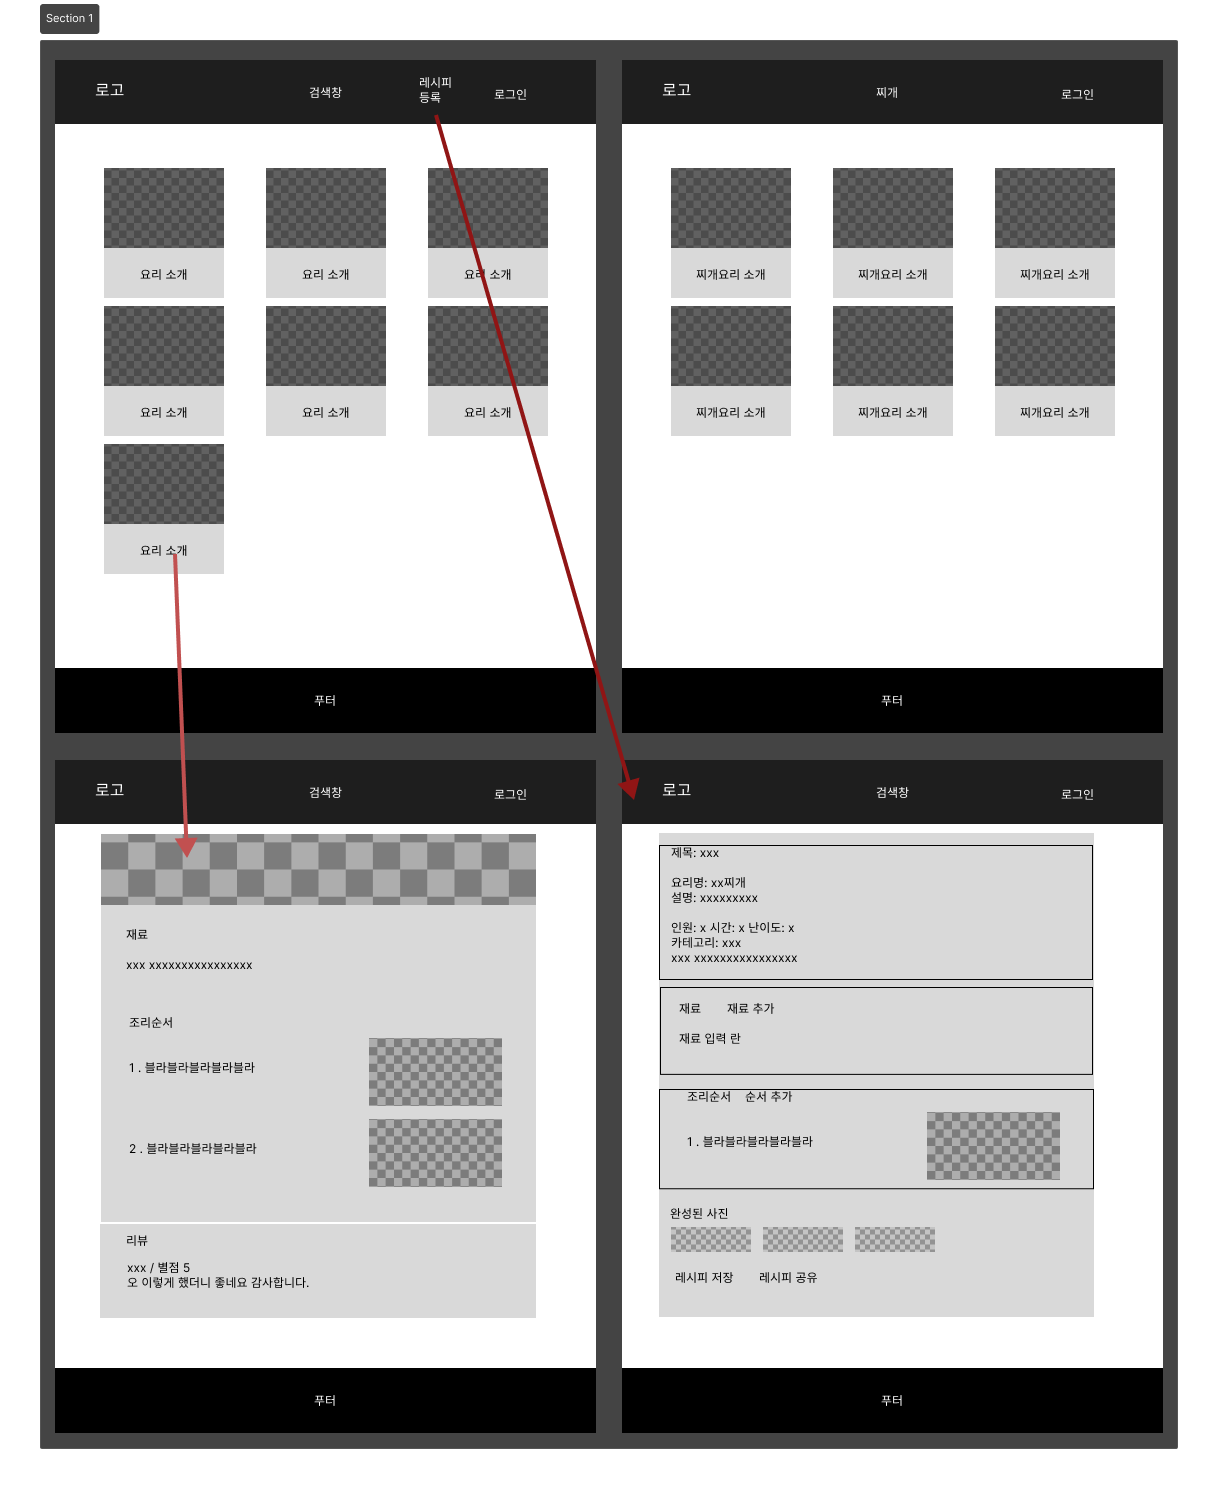 Section 1
로고
검색창
레시피
등록
로그인
요리 소개
요리 소개
요리 소개
요리 소개
요리 소개
요리 소개
요리 소개
푸터
로고
찌개
로그인
찌개요리 소개
찌개요리 소개
찌개요리 소개
찌개요리 소개
찌개요리 소개
찌개요리 소개
푸터
로고
검색창
로그인
재료
xxx xxxxxxxxxxxxxxxx
조리순서
1 . 블라블라블라블라블라
2 . 블라블라블라블라블라
리뷰
xxx / 별점 5
오 이렇게 했더니 좋네요 감사합니다.
푸터
로고
검색창
로그인
제목: xxx
요리명: xx찌개
설명: xxxxxxxxx
인원: x 시간: x 난이도: x
카테고리: xxx
xxx xxxxxxxxxxxxxxxx
재료 재료 추가
재료 입력 란
조리순서 순서 추가
1 . 블라블라블라블라블라
완성된 사진
레시피 저장 레시피 공유
푸터